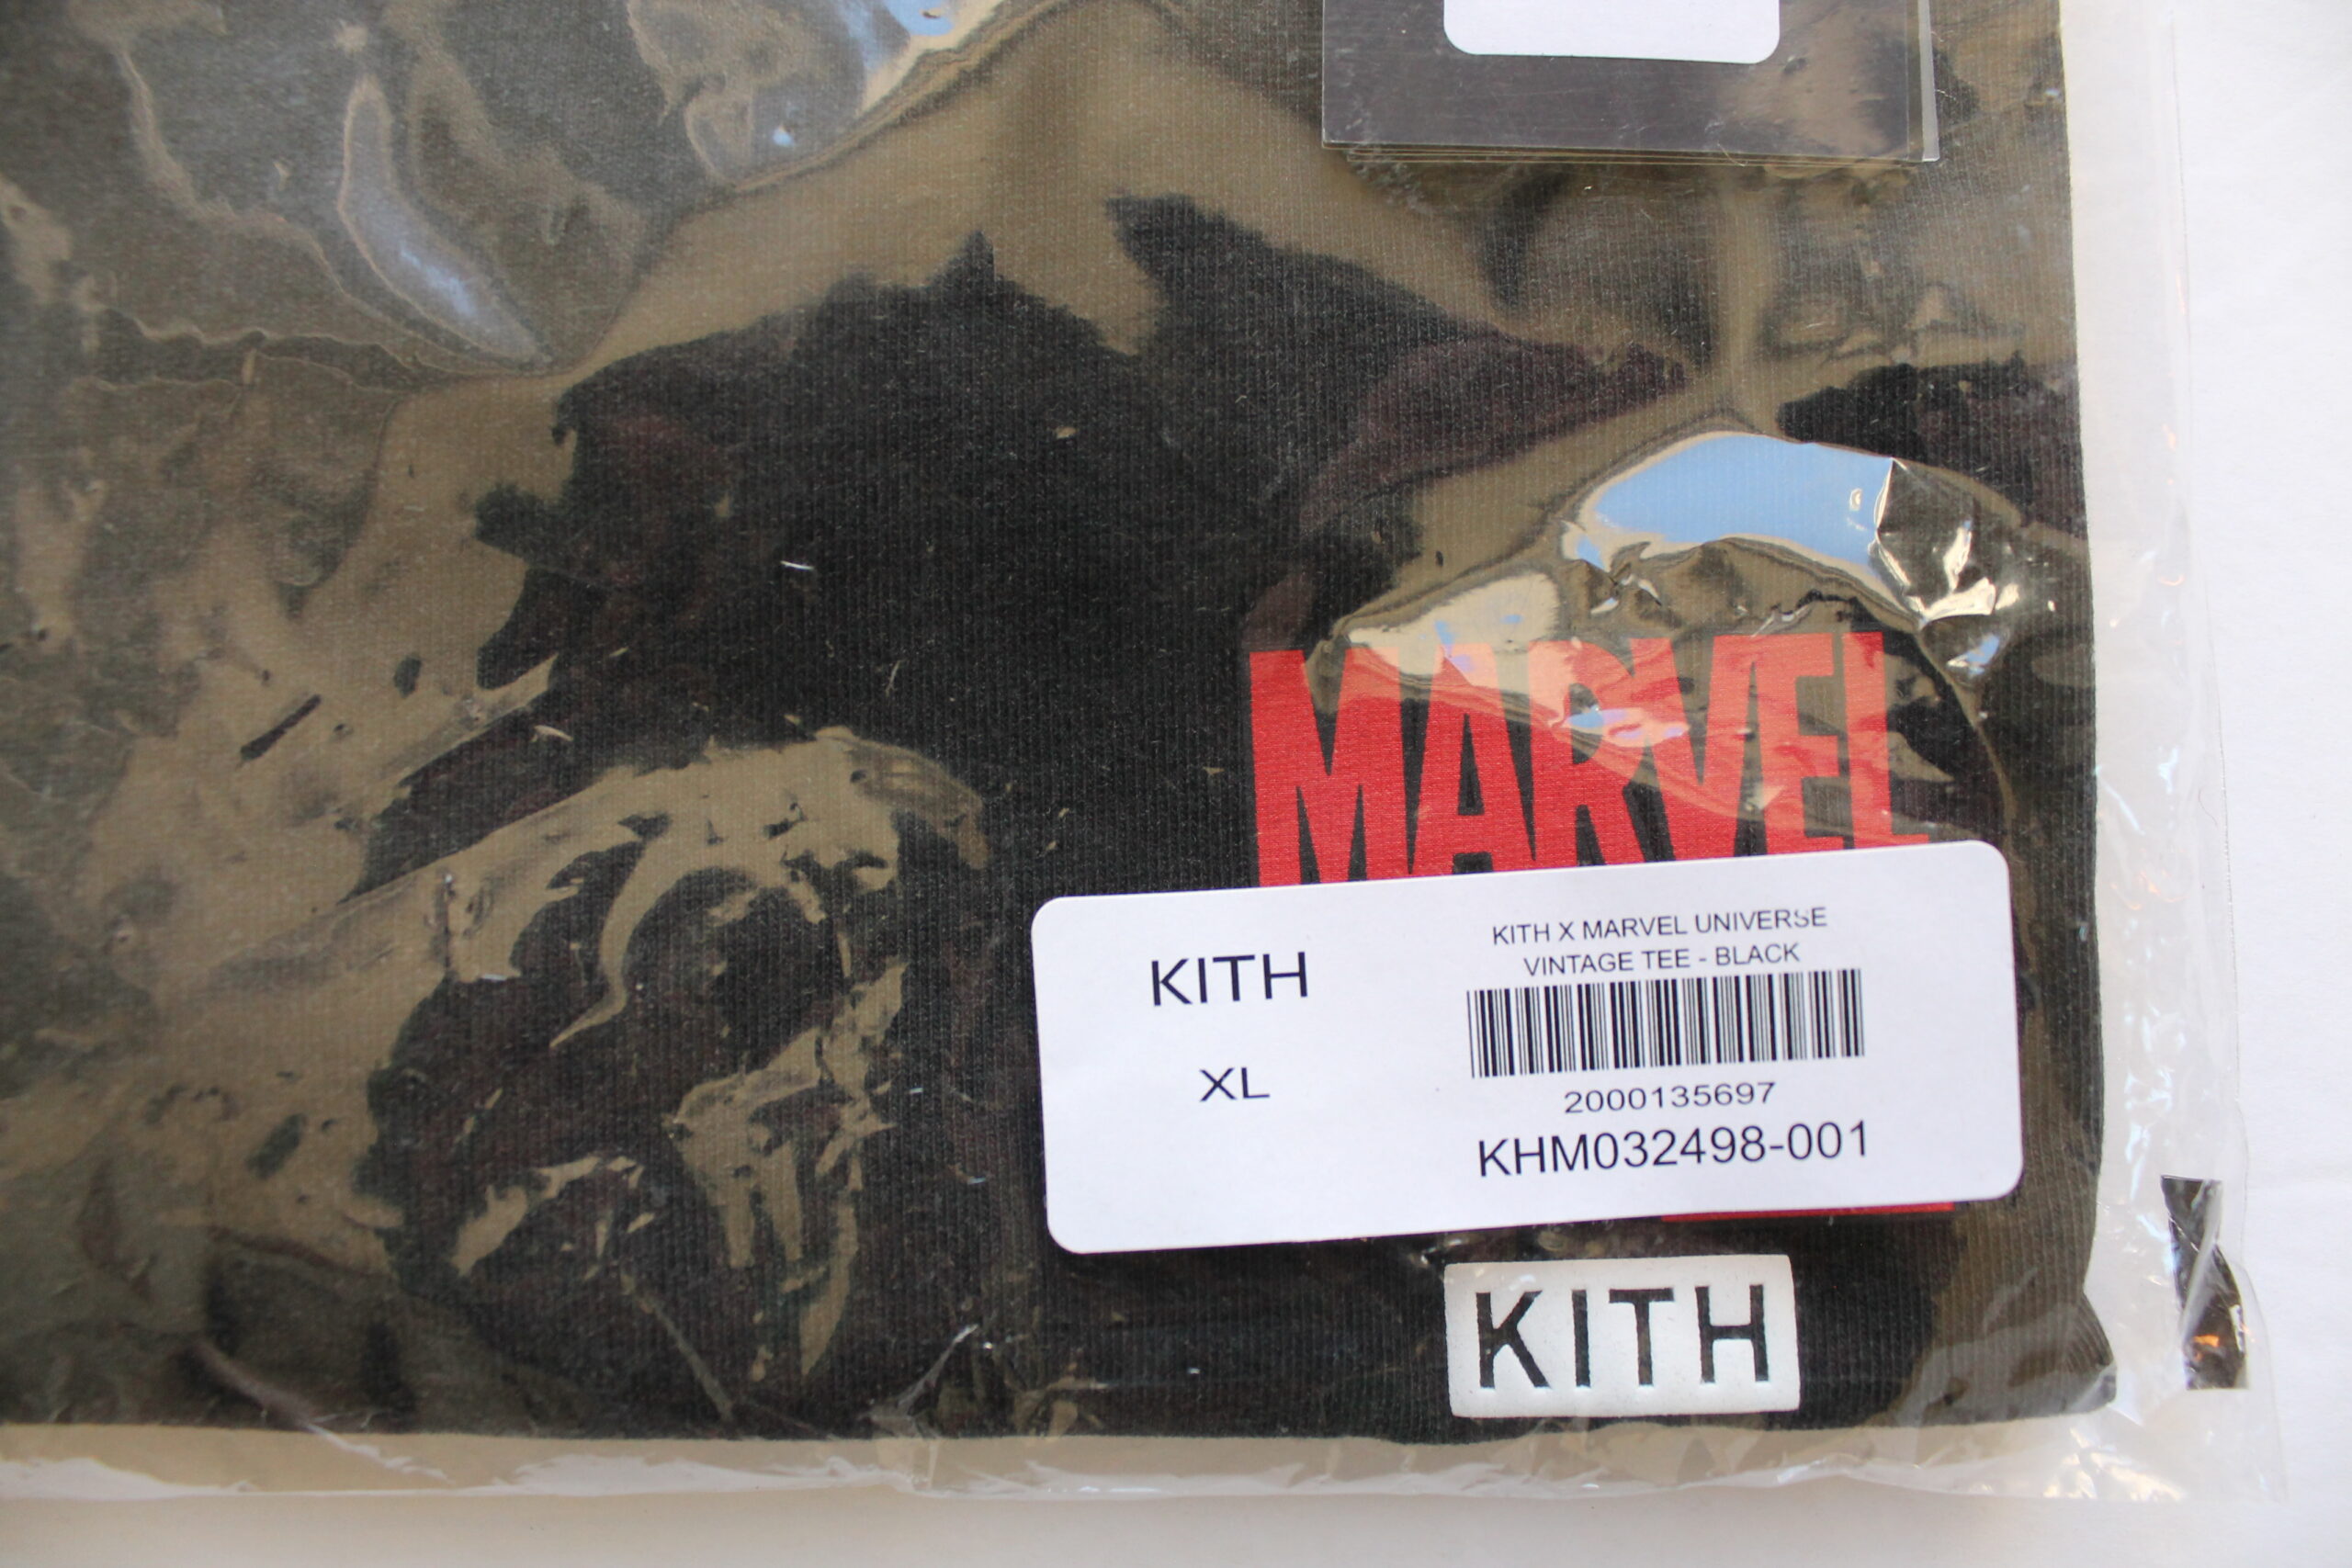 MARVEL
KITH
XL
KITH X MARVEL UNIVERSE
VINTAGE TEE - BLACK
2000135697
KHM032498-001
KITH